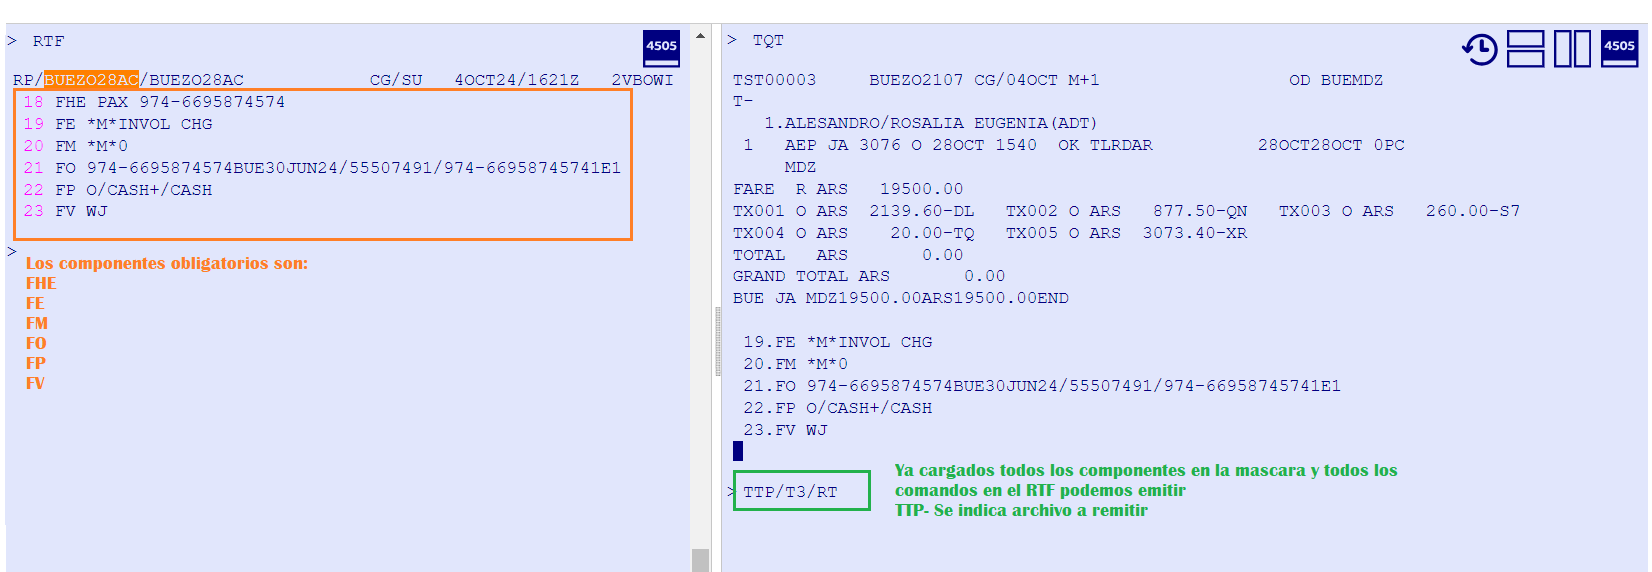 > RTF
4505
RP/BUEZO28AC/BUEZO28AC CG/SU 4OCT24/1621Z 2VBOWI
18 FHE PAX 974-6695874574
19 FE *M*INVOL CHG
20 FM *M*0
21 FO 974-6695874574BUE30JUN24/55507491/974-66958745741E1
22 FP O/CASH+/CASH
23 FV WJ
>
Los componentes obligatorios son:
FHE
FE
FM
FO
FP
FV
> TQT
4505
TST00003 BUEZO2107 CG/04OCT M+1 OD BUEMDZ
T-
1.ALESANDRO/ROSALIA EUGENIA(ADT)
1 AEP JA 3076 O 28OCT 1540 OK TLRDAR 28OCT28OCT 0PC
MDZ
FARE R ARS 19500.00
TX001 O ARS 2139.60-DL TX002 O ARS 877.50-QN TX003 O ARS 260.00-S7
TX004 O ARS 20.00-TQ TX005 O ARS 3073.40-XR
TOTAL ARS 0.00
GRAND TOTAL ARS 0.00
BUE JA MDZ19500.00ARS19500.00END
19.FE *M*INVOL CHG
20.FM *M*0
21.FO 974-6695874574BUE30JUN24/55507491/974-66958745741E1
22.FP O/CASH+/CASH
23.FV WJ
> TTP/T3/RT
Ya cargados todos los componentes en la mascara y todos los
comandos en el RTF podemos emitir
TTP- Se indica archivo a remitir